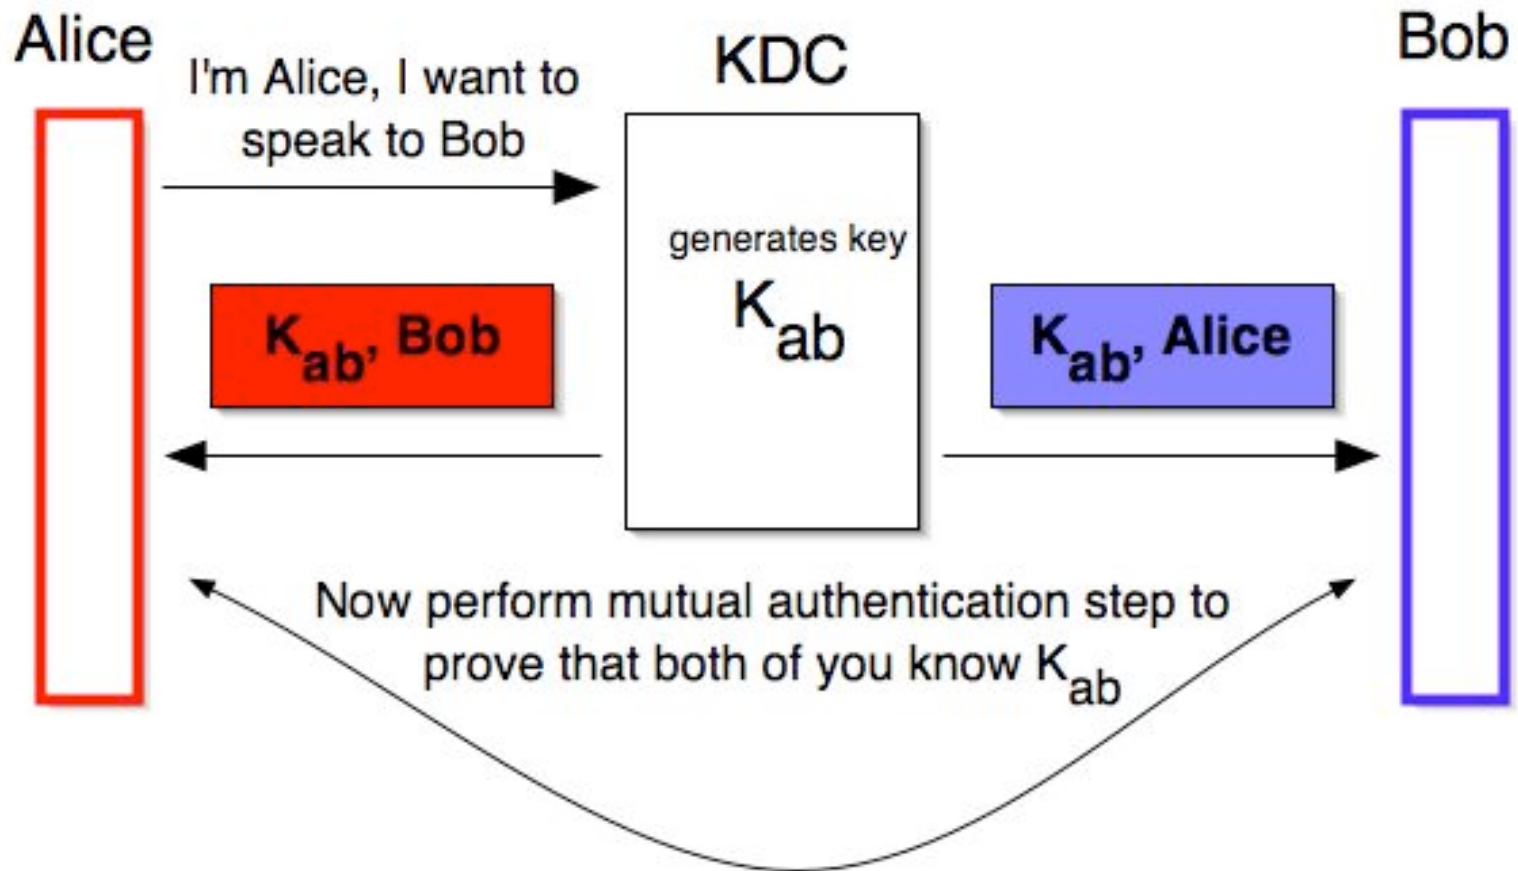 Alice
I'm Alice, I want to
speak to Bob
KDC
Bob
generates key
Kab
Kab, Bob
Kab, Alice
Now perform mutual authentication step to
prove that both of you know Kab